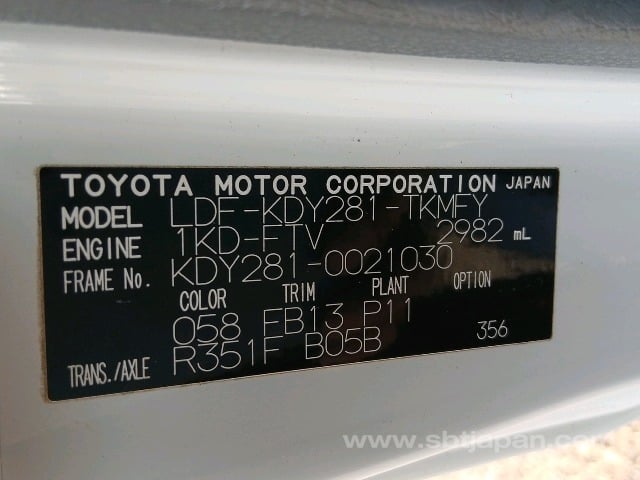 TOYOTA MOTOR CORPORATION JAPAN
MODEL LDF-KDY281-TKMFY
ENGINE 1KD-FTV 2982 mL
FRAME No. KDY281-0021030
COLOR TRIM PLANT OPTION
058 FB13 P11
TRANS./AXLE R351F B05B 356
www.sbtjapan.com